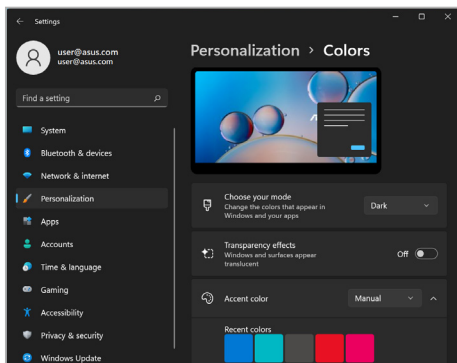 Settings
user@asus.com
user@asus.com
Find a setting
System
Bluetooth & devices
Network & internet
Personalization
Apps
Accounts
Time & language
Gaming
Accessibility
Privacy & security
Windows Update
Personalization > Colors
Choose your mode
Change the colors that appear in
Windows and your apps
Dark
Transparency effects
Windows and surfaces appear
translucent
Off
Accent color
Manual
Recent colors